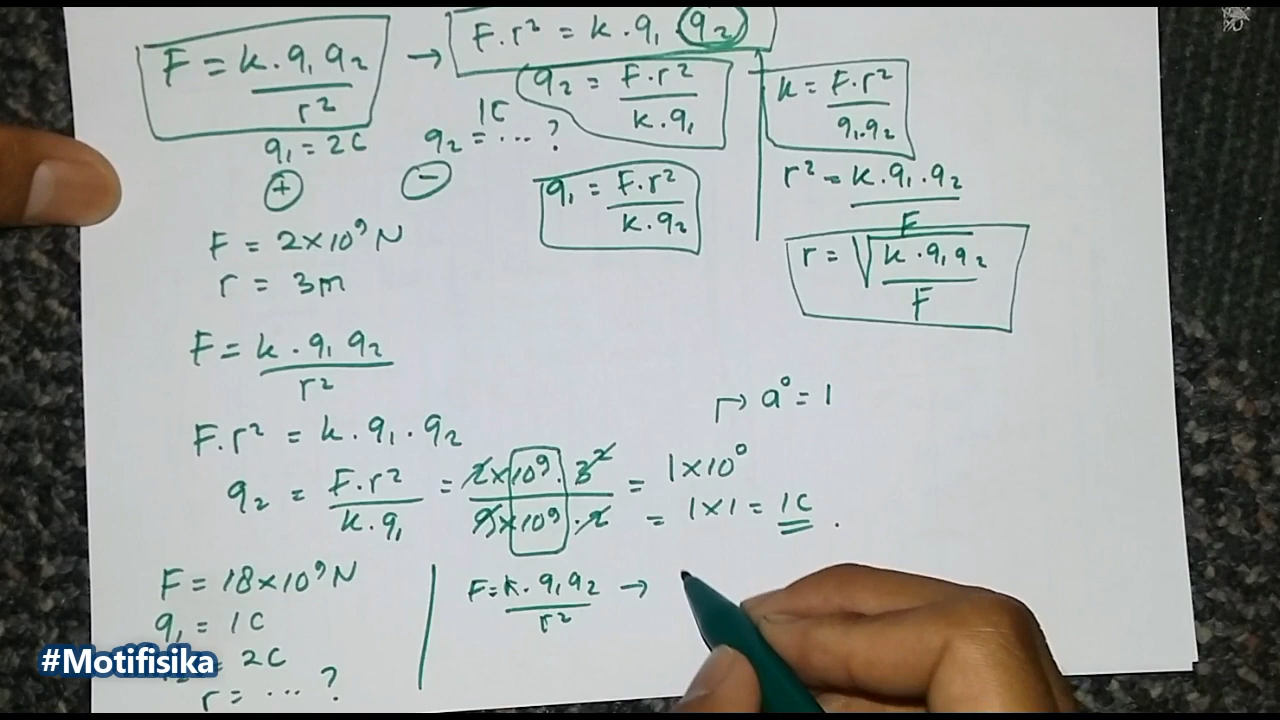 F = k . q₁ q₂ / r² → F . r² = k . q₁ q₂
q₁ = 2C
1C
q₂ = ... ?
+ -
q₂ = F . r² / k . q₁
q₁ = F . r² / k . q₂
k = F . r² / q₁ . q₂
r² = k . q₁ . q₂ / F
r = √ k . q₁ q₂ / F
F = 2 × 10⁹ N
r = 3m
F = k . q₁ q₂ / r²
F . r² = k . q₁ . q₂
↱ a⁰ = 1
q₂ = F . r² / k . q₁ = 2 × 10⁹ . 3² / 9 × 10⁹ . 2 = 1 × 10⁰
= 1 × 1 = 1C .
F = 18 × 10⁹ N
q₁ = 1C
= 2C
r = ... ?
F = k . q₁ q₂ / r² →
#Motifisika